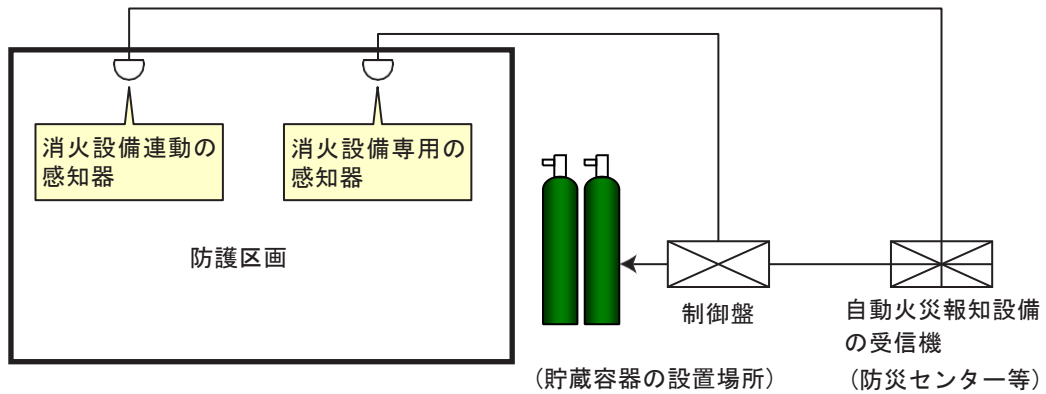 消火設備連動の
感知器
消火設備専用の
感知器
防護区画
制御盤
自動火災報知設備
の受信機
（貯蔵容器の設置場所）
（防災センター等）